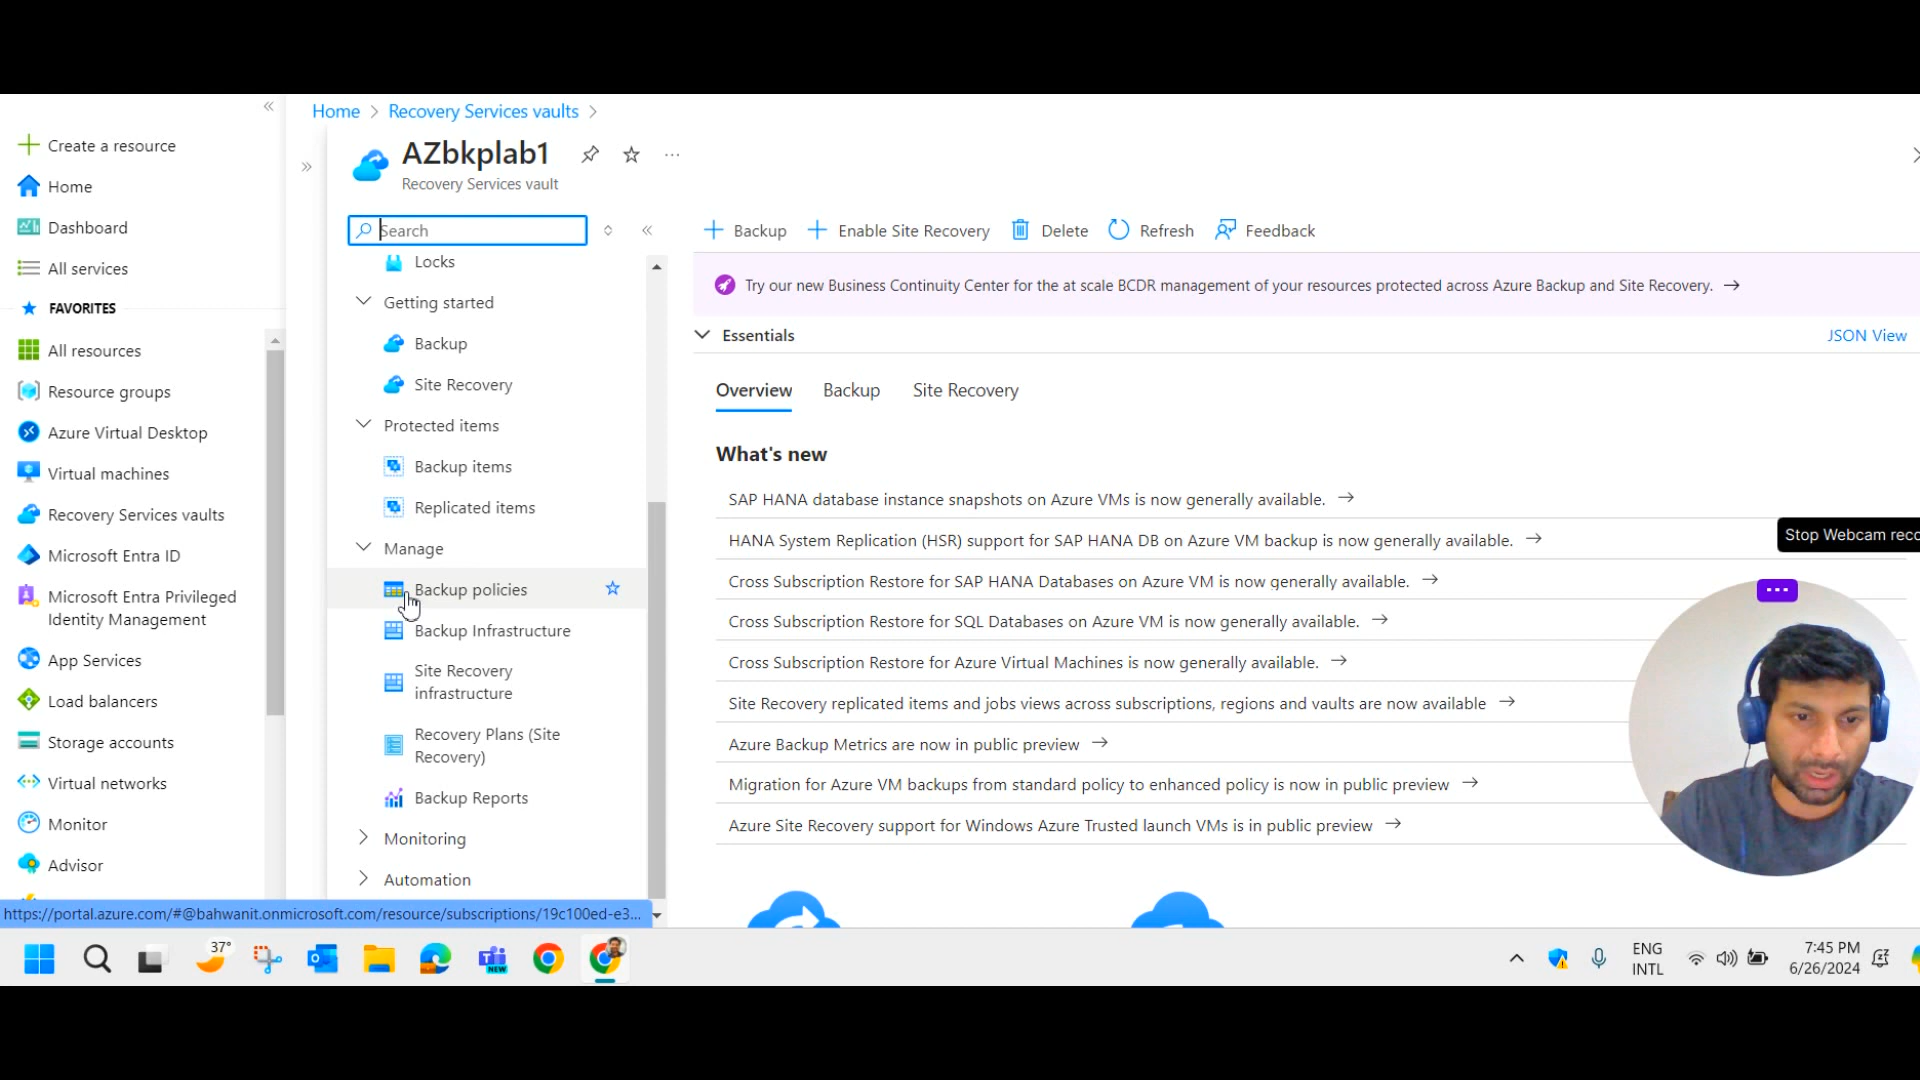 Home > Recovery Services vaults >
AZbkplab1
Recovery Services vault
Create a resource
Home
Dashboard
All services
FAVORITES
All resources
Resource groups
Azure Virtual Desktop
Virtual machines
Recovery Services vaults
Microsoft Entra ID
Microsoft Entra Privileged
Identity Management
App Services
Load balancers
Storage accounts
Virtual networks
Monitor
Advisor
Search
Locks
Getting started
Backup
Site Recovery
Protected items
Backup items
Replicated items
Manage
Backup policies
Backup Infrastructure
Site Recovery
infrastructure
Recovery Plans (Site
Recovery)
Backup Reports
Monitoring
Automation
https://portal.azure.com/#@bahwanit.onmicrosoft.com/resource/subscriptions/19c100ed-e3...
Backup
Enable Site Recovery
Delete
Refresh
Feedback
Try our new Business Continuity Center for the at scale BCDR management of your resources protected across Azure Backup and Site Recovery. →
Essentials
JSON View
Overview
Backup
Site Recovery
What's new
SAP HANA database instance snapshots on Azure VMs is now generally available. →
HANA System Replication (HSR) support for SAP HANA DB on Azure VM backup is now generally available. →
Cross Subscription Restore for SAP HANA Databases on Azure VM is now generally available. →
Cross Subscription Restore for SQL Databases on Azure VM is now generally available. →
Cross Subscription Restore for Azure Virtual Machines is now generally available. →
Site Recovery replicated items and jobs views across subscriptions, regions and vaults are now available →
Azure Backup Metrics are now in public preview →
Migration for Azure VM backups from standard policy to enhanced policy is now in public preview →
Azure Site Recovery support for Windows Azure Trusted launch VMs is in public preview →
Stop Webcam reco
37°
NEW
ENG
INTL
7:45 PM
6/26/2024